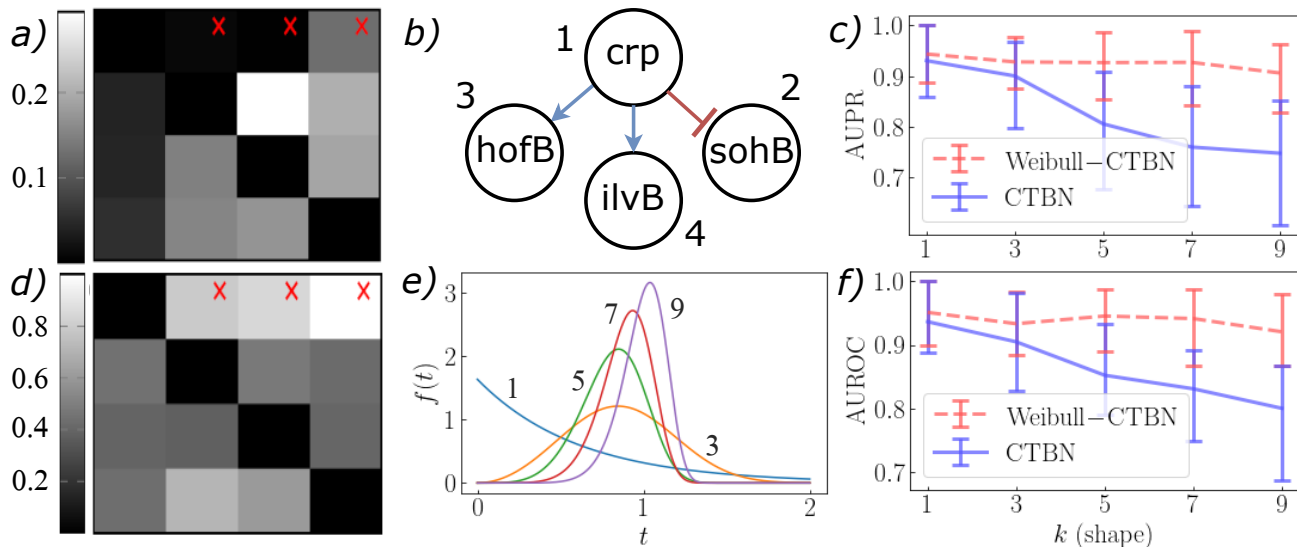 a)
0.2
0.1
x x x
b)
1
crp
3
hofB
2
sohB
ilvB
4
c)
1.0
0.9
0.8
0.7
AUPR
Weibull−CTBN
CTBN
1 3 5 7 9
d)
0.8
0.6
0.4
0.2
x x x
e)
3
2
1
0
f(t)
1
5
7
9
3
0 1 2
t
f)
1.0
0.9
0.8
0.7
AUROC
Weibull−CTBN
CTBN
1 3 5 7 9
k (shape)